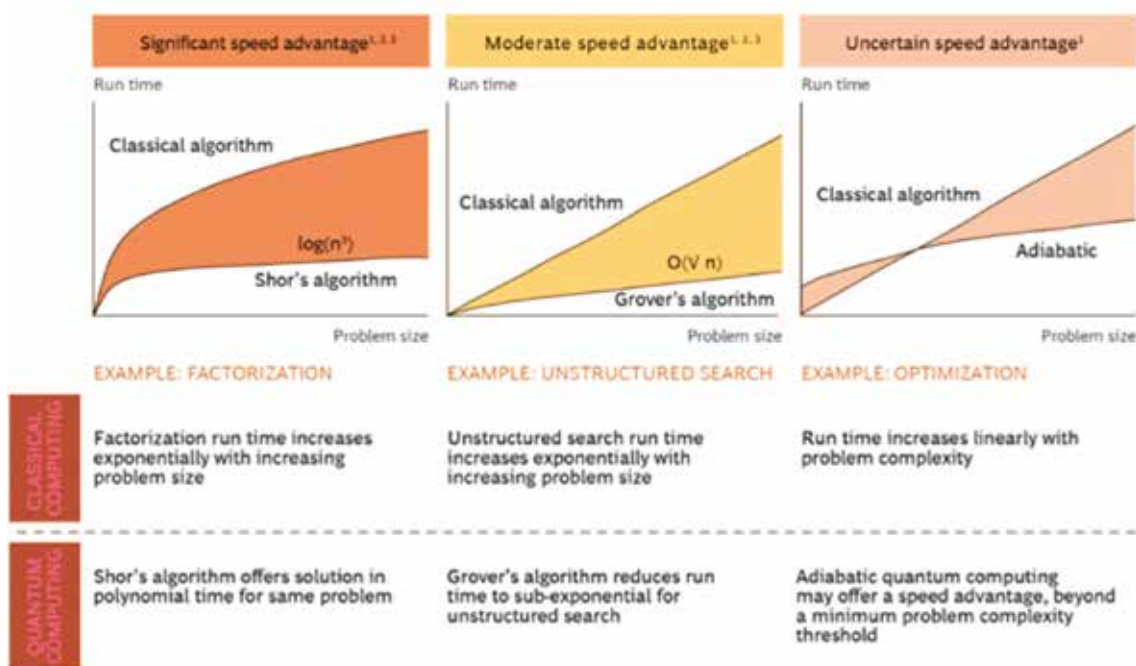 Significant speed advantage¹˒²˒³
Moderate speed advantage¹˒²˒³
Uncertain speed advantage¹
Run time
Run time
Run time
Classical algorithm
log(n³)
Shor's algorithm
Problem size
Classical algorithm
O(√ n)
Grover's algorithm
Problem size
Classical algorithm
Adiabatic
Problem size
EXAMPLE: FACTORIZATION
EXAMPLE: UNSTRUCTURED SEARCH
EXAMPLE: OPTIMIZATION
CLASSICAL
COMPUTING
Factorization run time increases
exponentially with increasing
problem size
Unstructured search run time
increases exponentially with
increasing problem size
Run time increases linearly with
problem complexity
QUANTUM
COMPUTING
Shor's algorithm offers solution in
polynomial time for same problem
Grover's algorithm reduces run
time to sub-exponential for
unstructured search
Adiabatic quantum computing
may offer a speed advantage, beyond
a minimum problem complexity
threshold